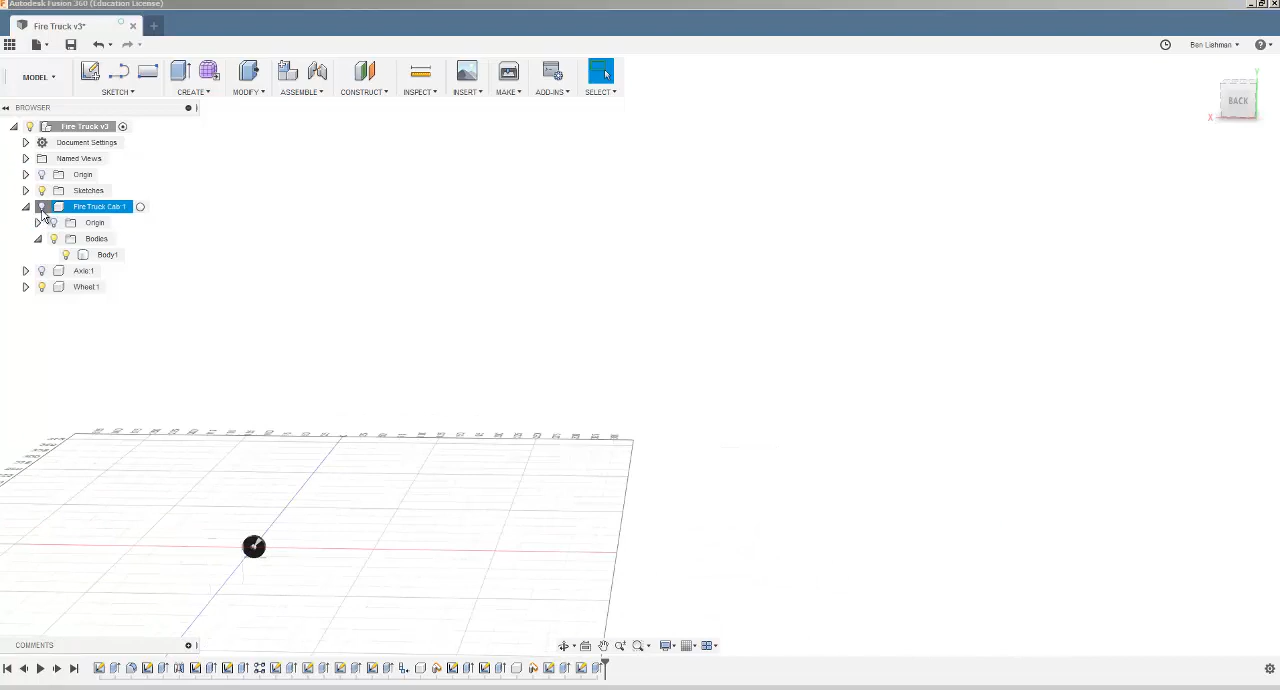 Autodesk Fusion 360 (Education License)
Fire Truck v3*
Ben Lishman
MODEL
SKETCH
CREATE
MODIFY
ASSEMBLE
CONSTRUCT
INSPECT
INSERT
MAKE
ADD-INS
SELECT
BROWSER
Fire Truck v3
Document Settings
Named Views
Origin
Sketches
Fire Truck Cab:1
Origin
Bodies
Body1
Axle:1
Wheel:1
Y
BACK
X
COMMENTS